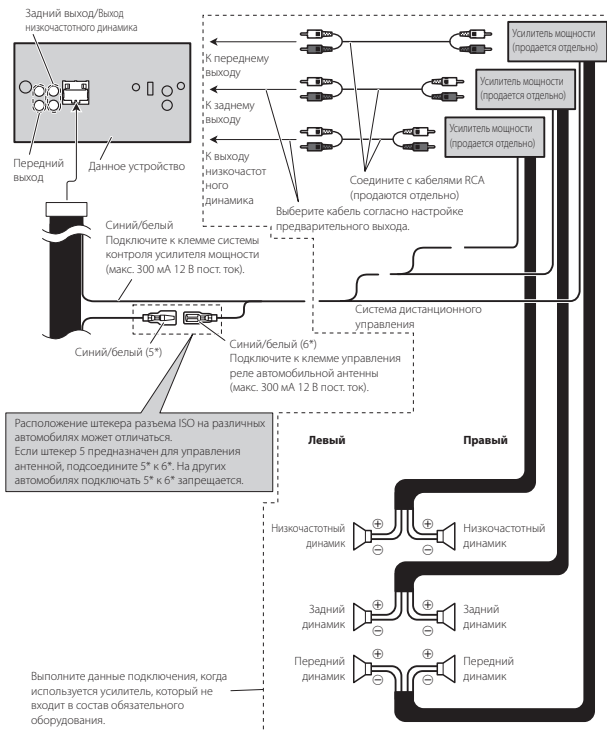 Задний выход/Выход
низкочастотного динамика
Усилитель мощности
(продается отдельно)
К переднему
выходу
Усилитель мощности
(продается отдельно)
К заднему
выходу
Усилитель мощности
(продается отдельно)
Передний
выход
Данное устройство
К выходу
низкочастот
ного
динамика
Соедините с кабелями RCA
(продаются отдельно)
Выберите кабель согласно настройке
предварительного выхода.
Синий/белый
Подключите к клемме системы
контроля усилителя мощности
(макс. 300 мА 12 В пост. ток).
Система дистанционного
управления
Синий/белый (5*)
Синий/белый (6*)
Подключите к клемме управления
реле автомобильной антенны
(макс. 300 мА 12 В пост. ток).
Расположение штекера разъема ISO на различных
автомобилях может отличаться.
Если штекер 5 предназначен для управления
антенной, подсоедините 5* к 6*. На других
автомобилях подключать 5* к 6* запрещается.
Левый
Правый
⊕ ⊕
Низкочастотный
динамик
⊖ ⊖
Низкочастотный
динамик
⊕ ⊕
Задний
динамик
⊖ ⊖
Задний
динамик
⊕ ⊕
Передний
динамик
⊖ ⊖
Передний
динамик
Выполните данные подключения, когда
используется усилитель, который не
входит в состав обязательного
оборудования.